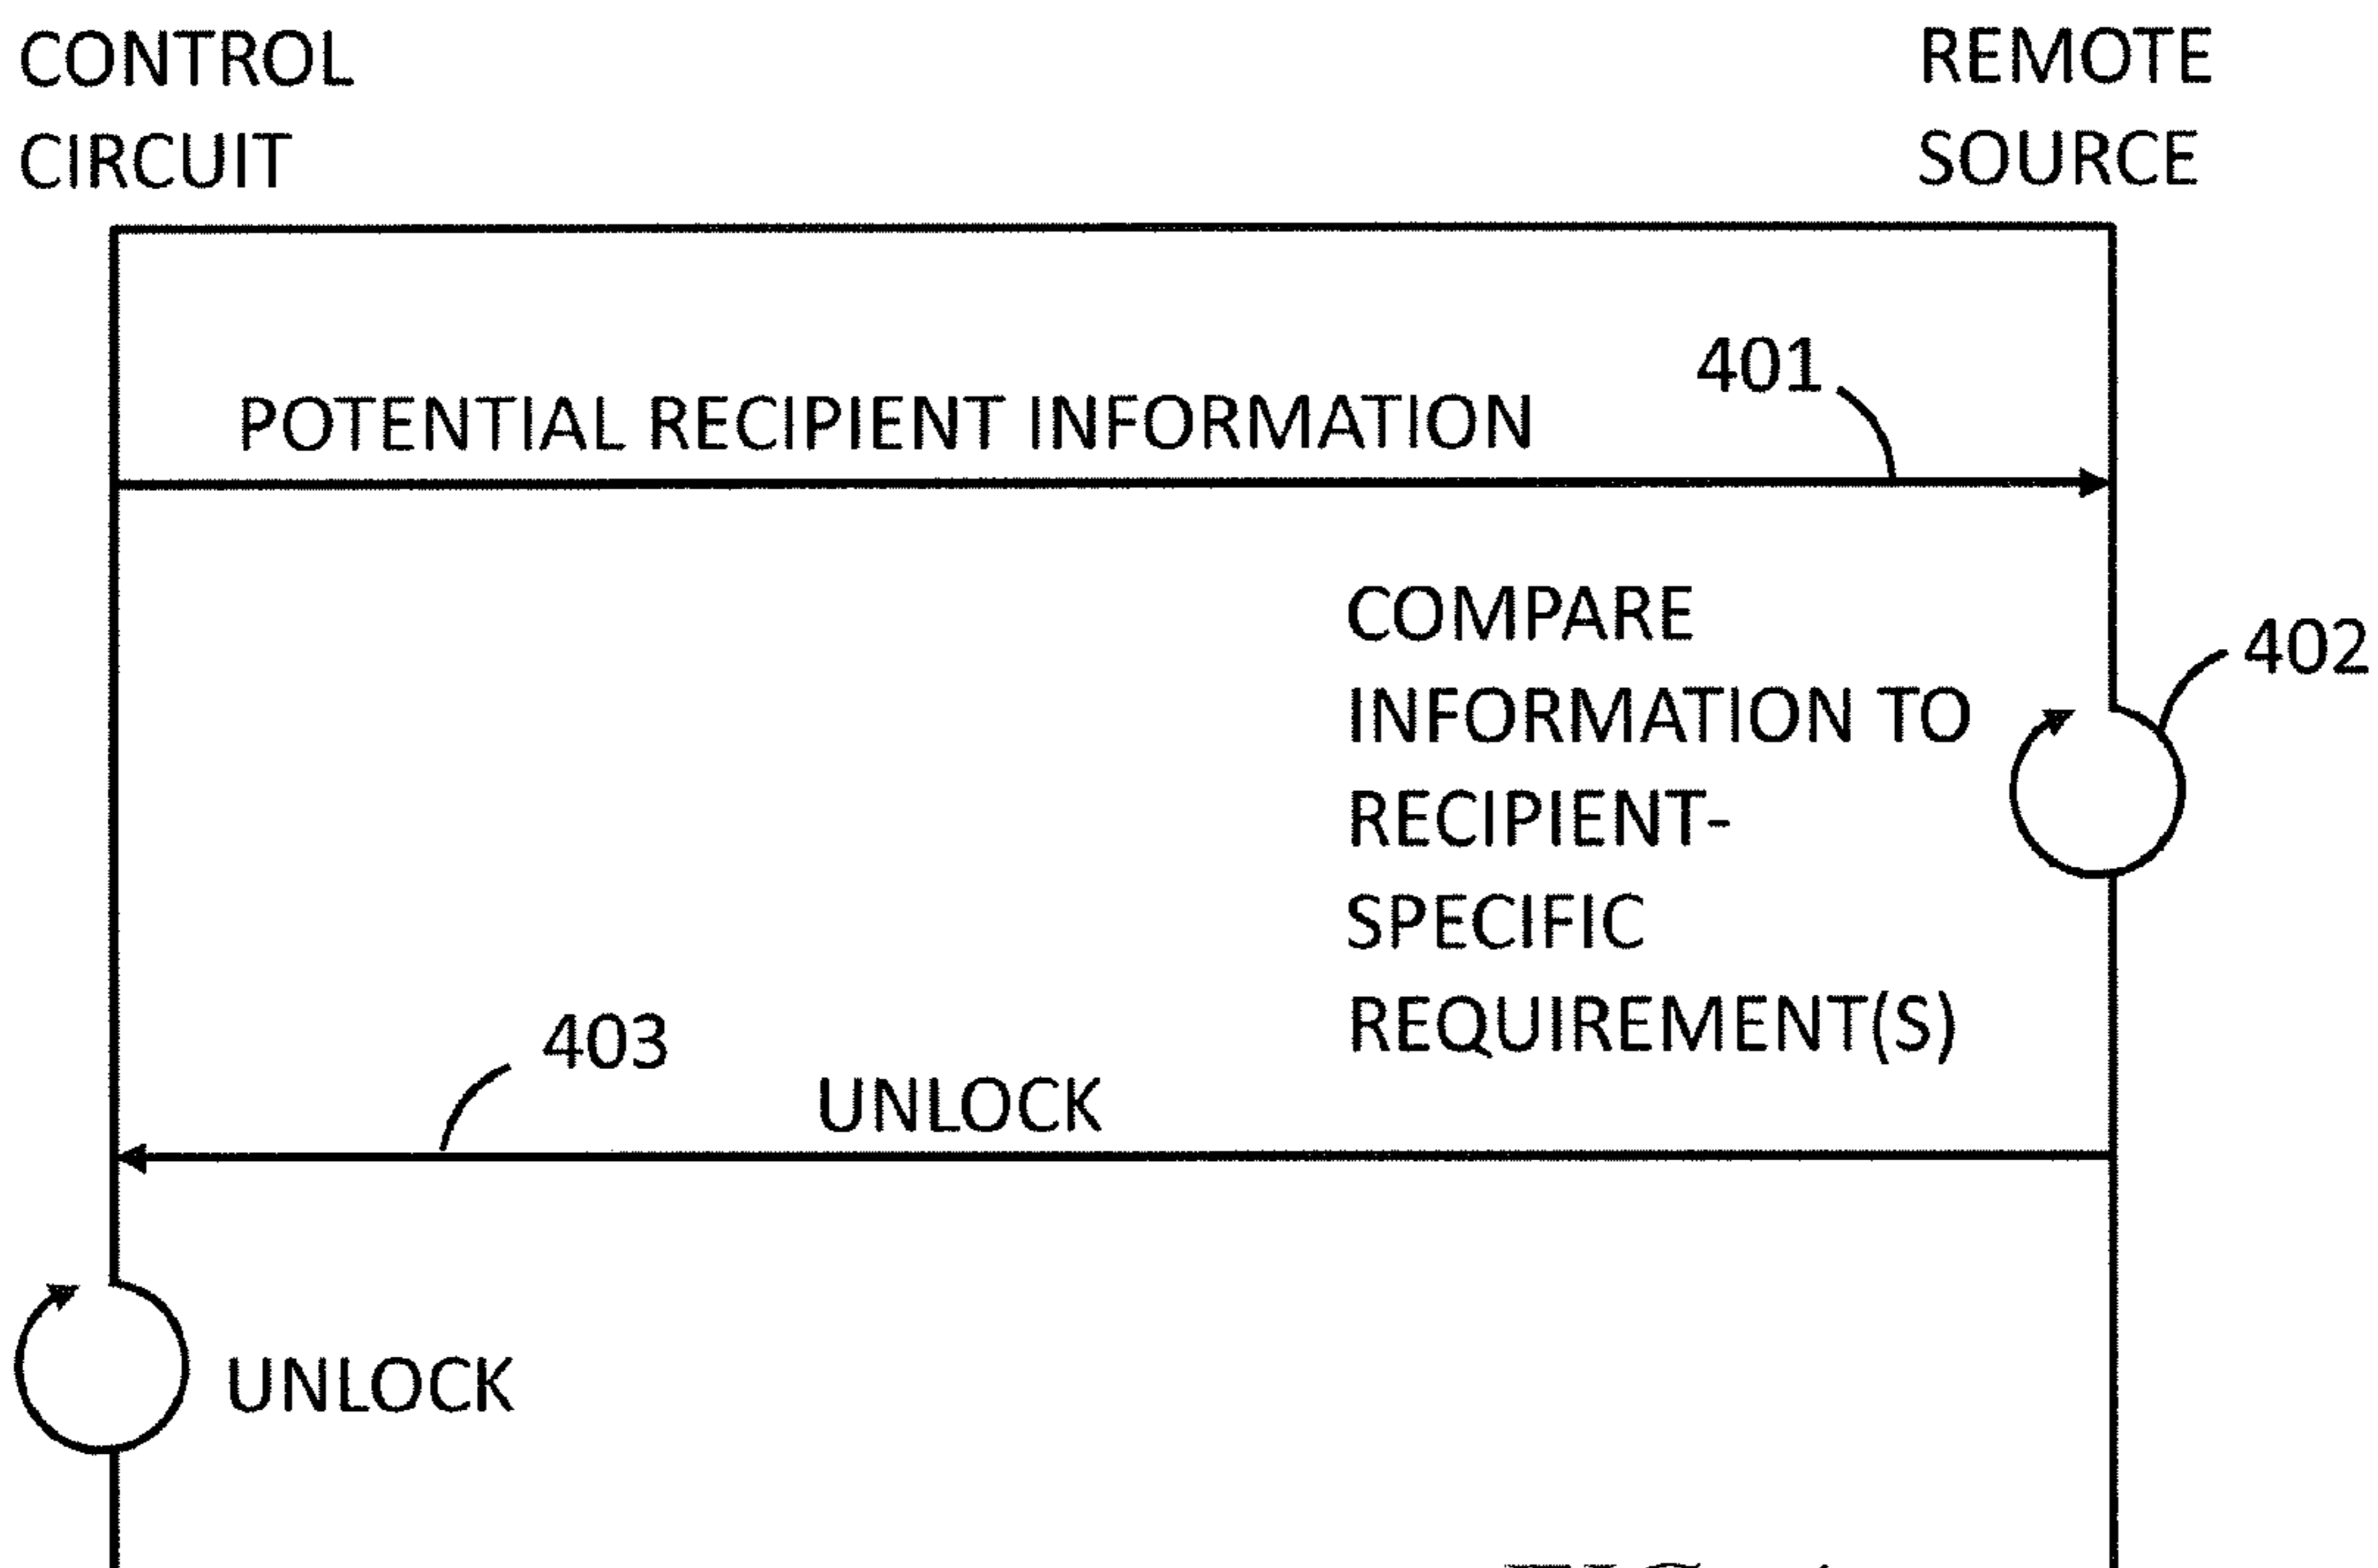 CONTROL
CIRCUIT
REMOTE
SOURCE
401
POTENTIAL RECIPIENT INFORMATION
COMPARE
INFORMATION TO
RECIPIENT-
SPECIFIC
REQUIREMENT(S)
402
403
UNLOCK
UNLOCK